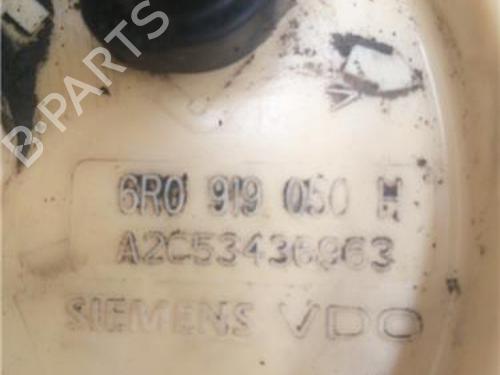 B-PARTS
6R0 919 050 H
A2C53436963
SIEMENS VDO